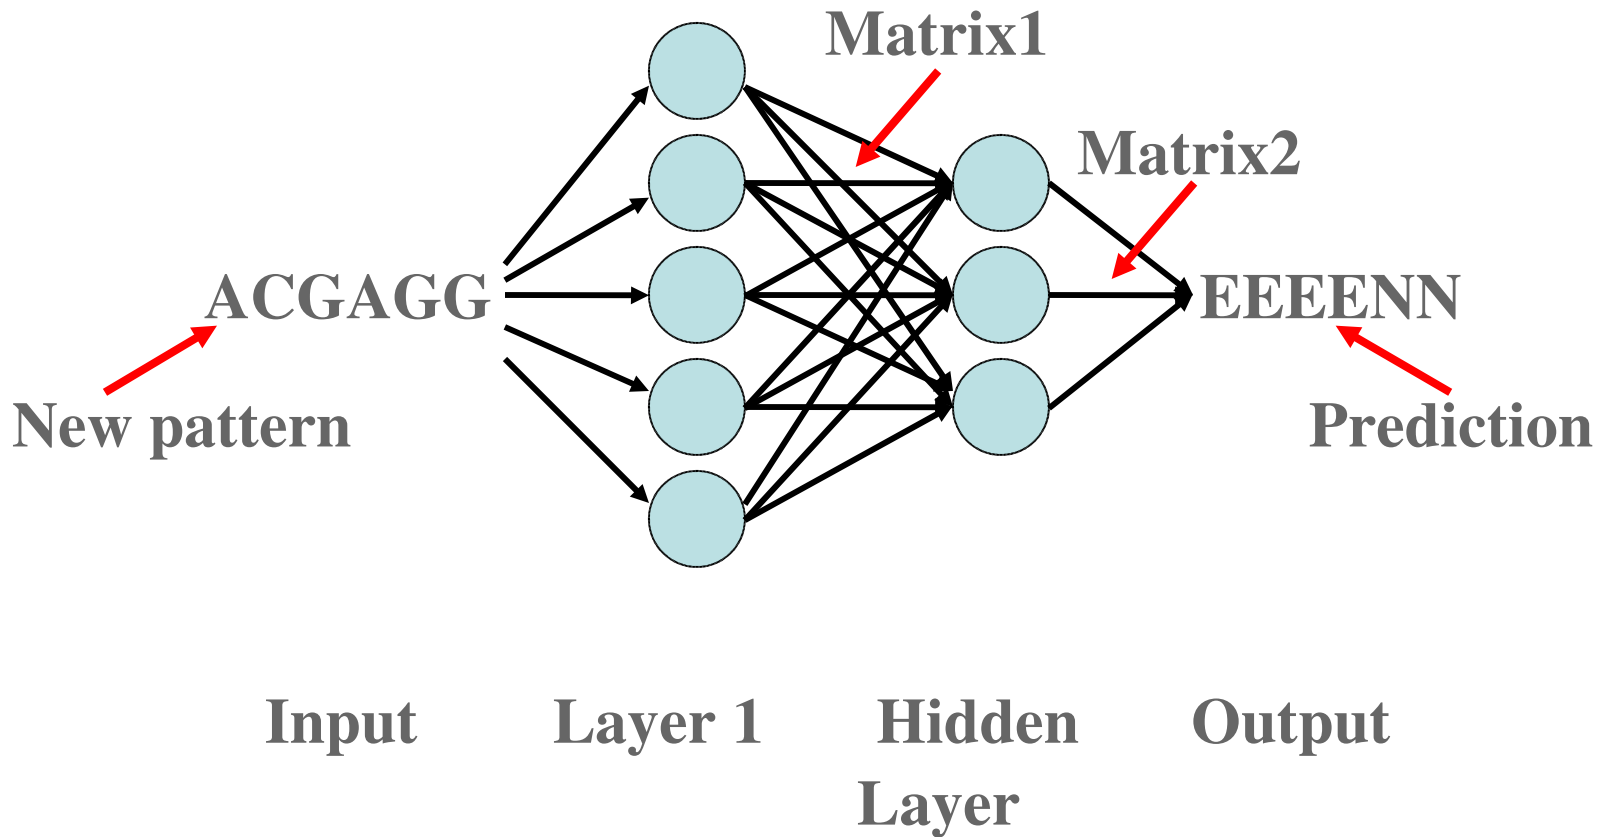 Matrix1
Matrix2
ACGAGG
EEEENN
New pattern
Prediction
Input
Layer 1
Hidden
Layer
Output